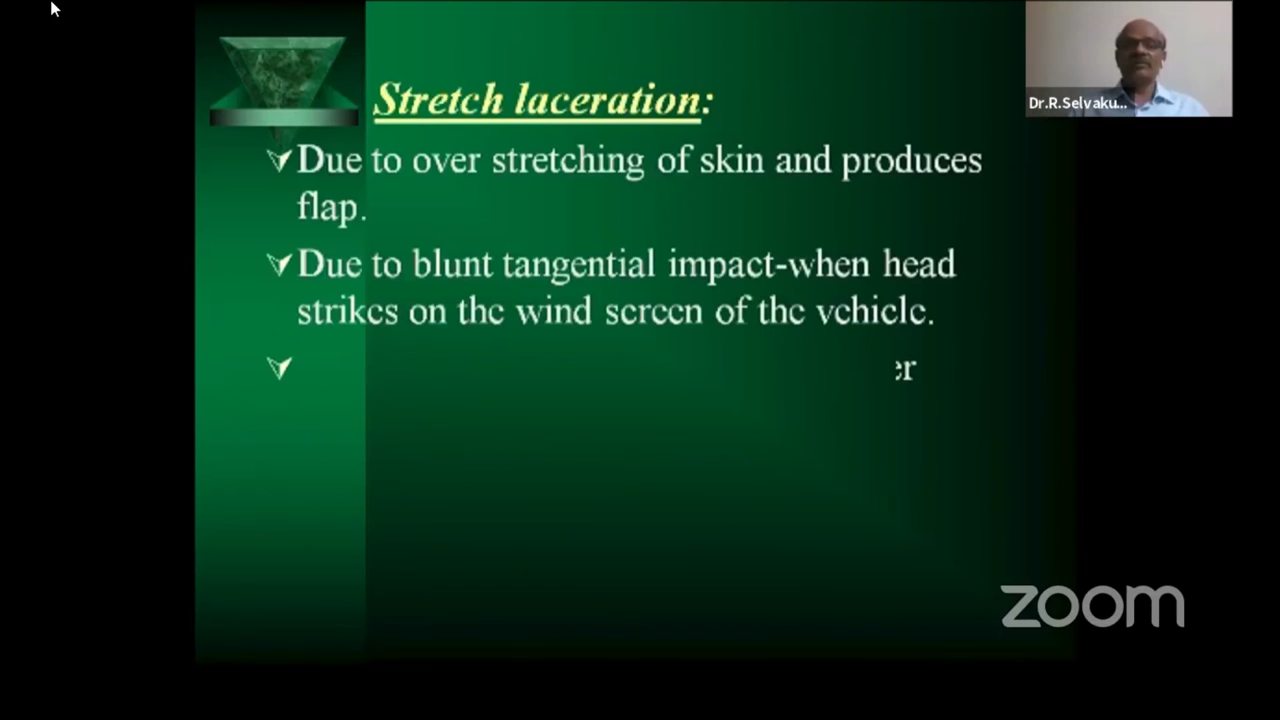 Stretch laceration:
Dr.R.Selvaku...
Due to over stretching of skin and produces
flap.
Due to blunt tangential impact-when head
strikes on the wind screen of the vehicle.
er
zoom